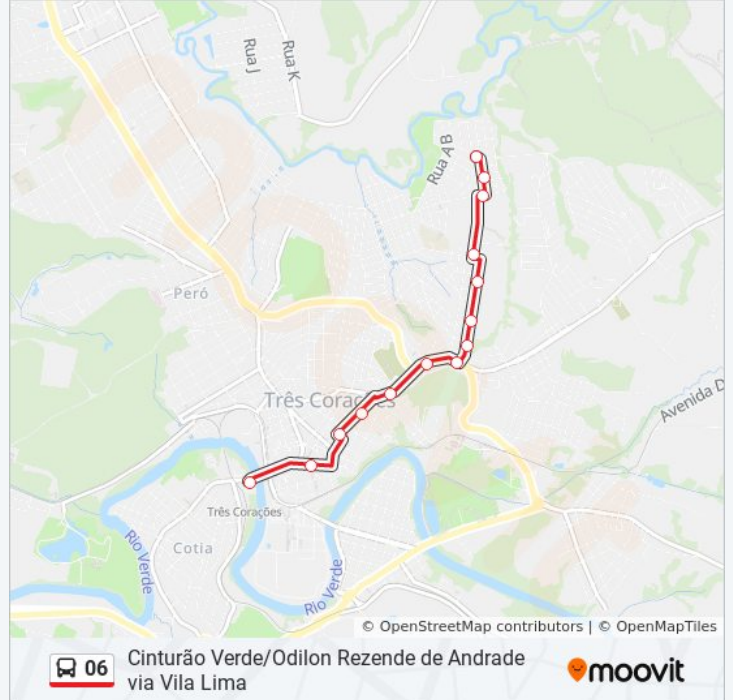 Rua J
Rua K
Rua A B
Peró
Três Corações
Avenida D
Três Corações
Cotia
Rio Verde
Rio Verde
© OpenStreetMap contributors | © OpenMapTiles
06
Cinturão Verde/Odilon Rezende de Andrade
via Vila Lima
moovit